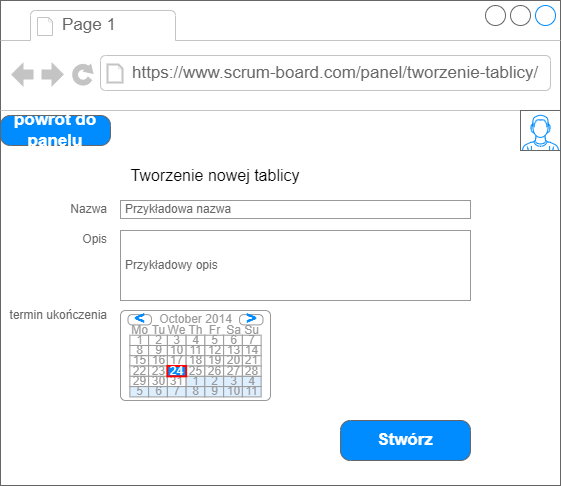 Page 1
https://www.scrum-board.com/panel/tworzenie-tablicy/
powrót do
panelu
Tworzenie nowej tablicy
Nazwa
Przykładowa nazwa
Opis
Przykładowy opis
termin ukończenia
< October 2014 >
Mo Tu We Th Fr Sa Su
1 2 3 4 5 6 7
8 9 10 11 12 13 14
15 16 17 18 19 20 21
22 23 24 25 26 27 28
29 30 31 1 2 3 4
5 6 7 8 9 10 11
Stwórz